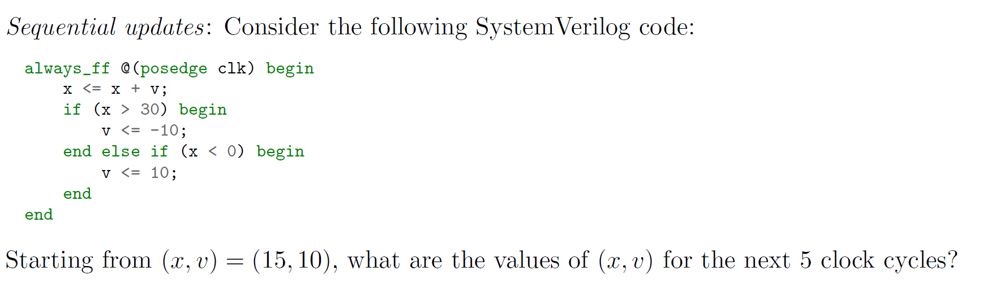 Sequential updates: Consider the following SystemVerilog code:
always_ff @(posedge clk) begin
    x <= x + v;
    if (x > 30) begin
        v <= -10;
    end else if (x < 0) begin
        v <= 10;
    end
end
Starting from (x, v) = (15, 10), what are the values of (x, v) for the next 5 clock cycles?